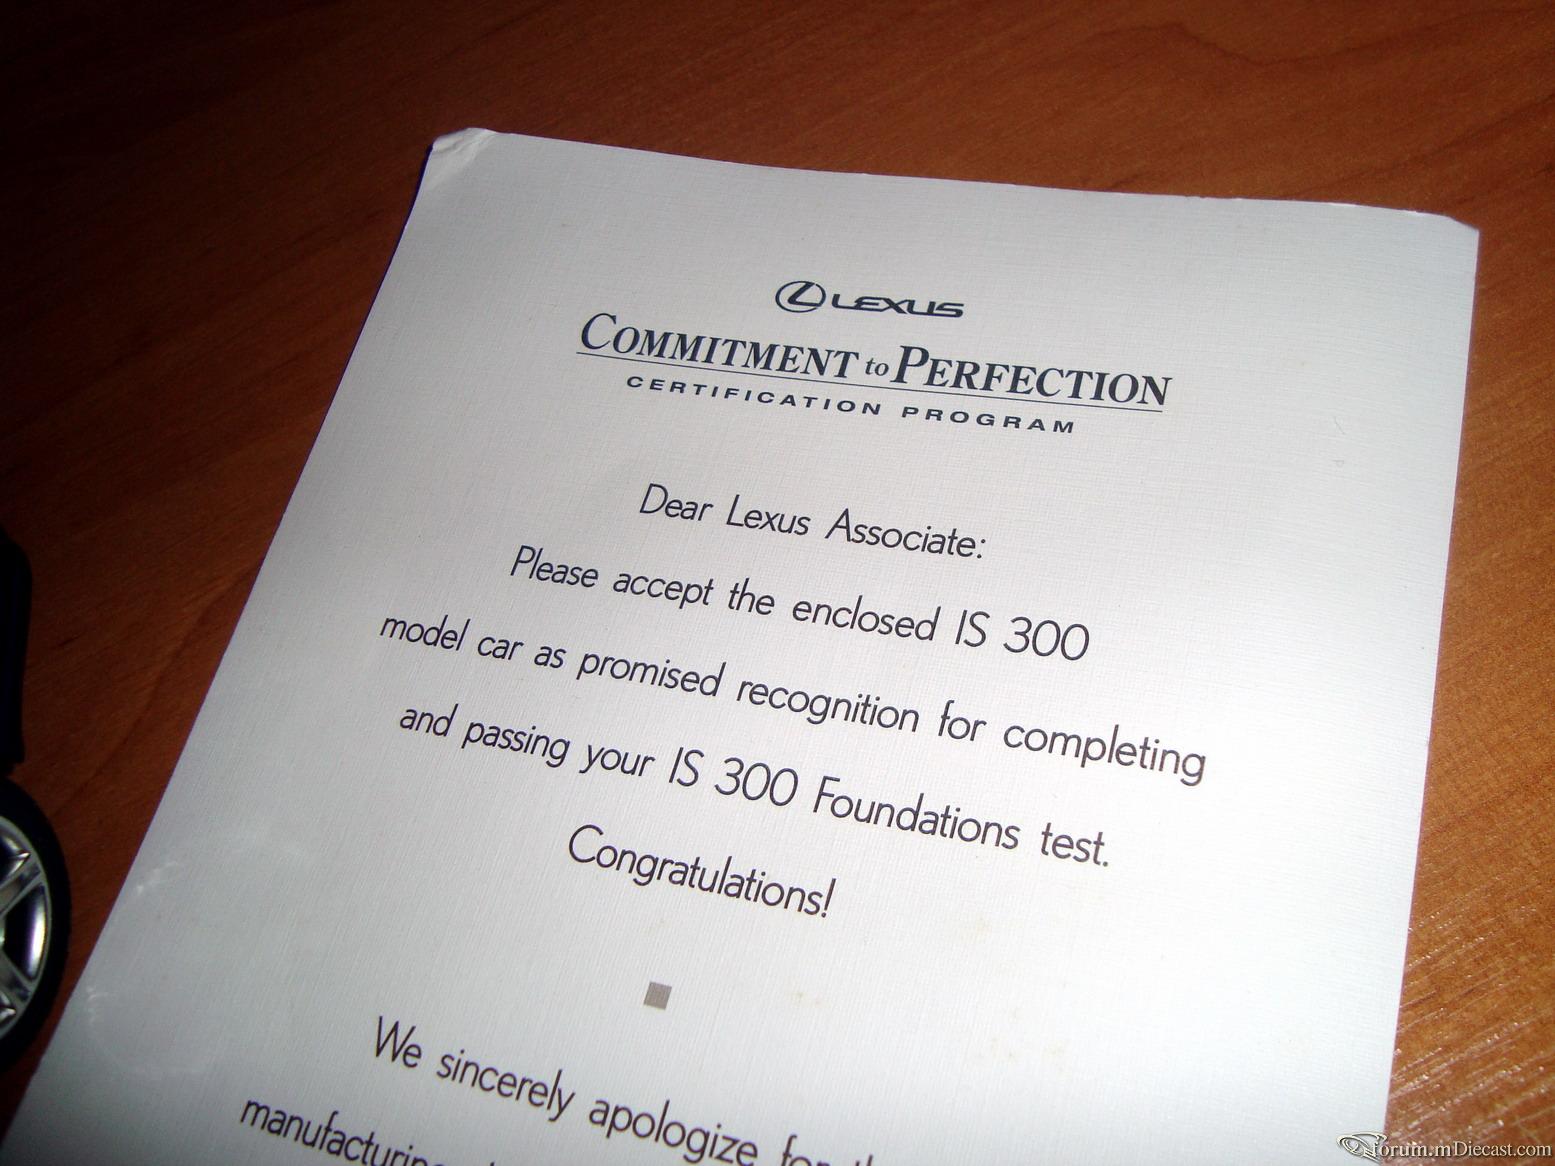 LEXUS
COMMITMENT to PERFECTION
CERTIFICATION PROGRAM
Dear Lexus Associate:
Please accept the enclosed IS 300
model car as promised recognition for completing
and passing your IS 300 Foundations test.
Congratulations!
We sincerely apologize for
forum.mDiecast.com